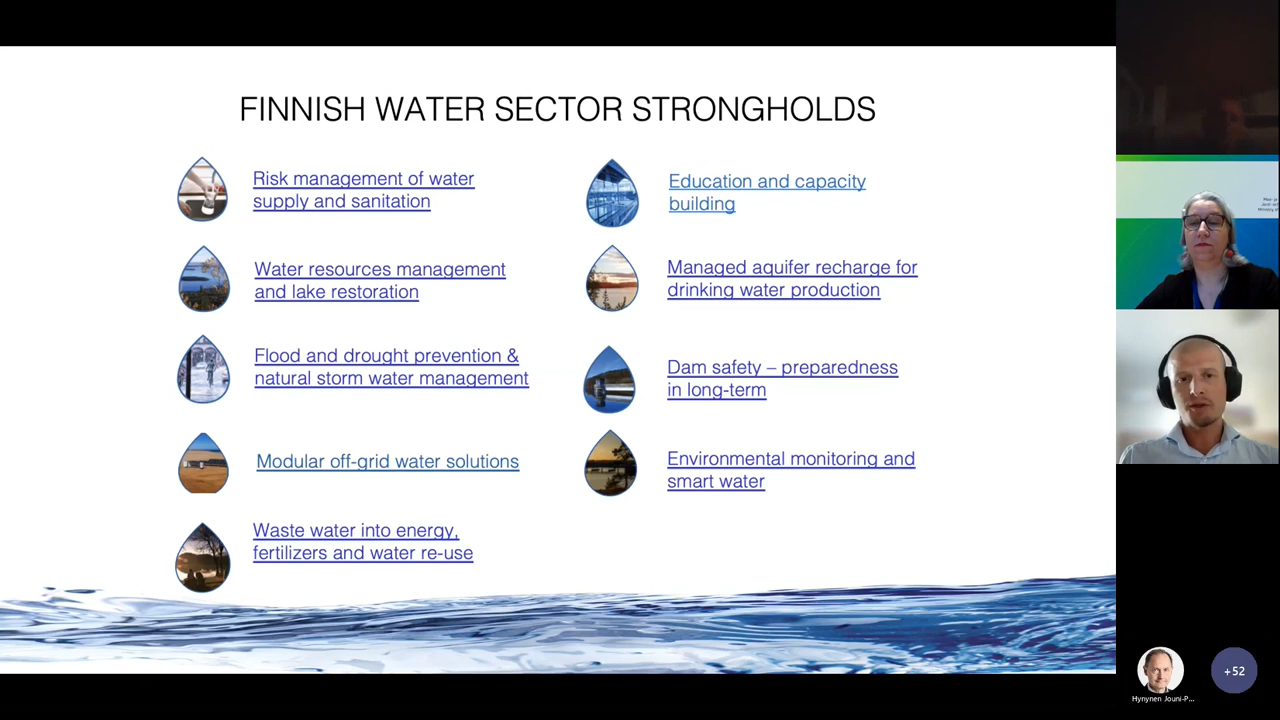 FINNISH WATER SECTOR STRONGHOLDS
Risk management of water
supply and sanitation
Water resources management
and lake restoration
Flood and drought prevention &
natural storm water management
Modular off-grid water solutions
Waste water into energy,
fertilizers and water re-use
Education and capacity
building
Managed aquifer recharge for
drinking water production
Dam safety – preparedness
in long-term
Environmental monitoring and
smart water
Hynynen Jouni-P...
+52